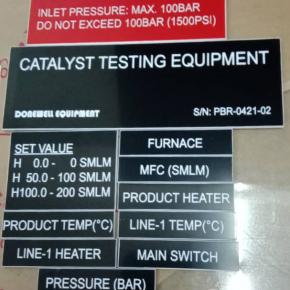 INLET PRESSURE: MAX. 100BAR
DO NOT EXCEED 100BAR (1500PSI)
CATALYST TESTING EQUIPMENT
DONEWELL EQUIPMENT
S/N: PBR-0421-02
SET VALUE
H 0.0 - 0 SMLM
H 50.0 - 100 SMLM
H100.0 - 200 SMLM
FURNACE
MFC (SMLM)
PRODUCT HEATER
PRODUCT TEMP(°C)
LINE-1 TEMP(°C)
LINE-1 HEATER
MAIN SWITCH
PRESSURE (BAR)